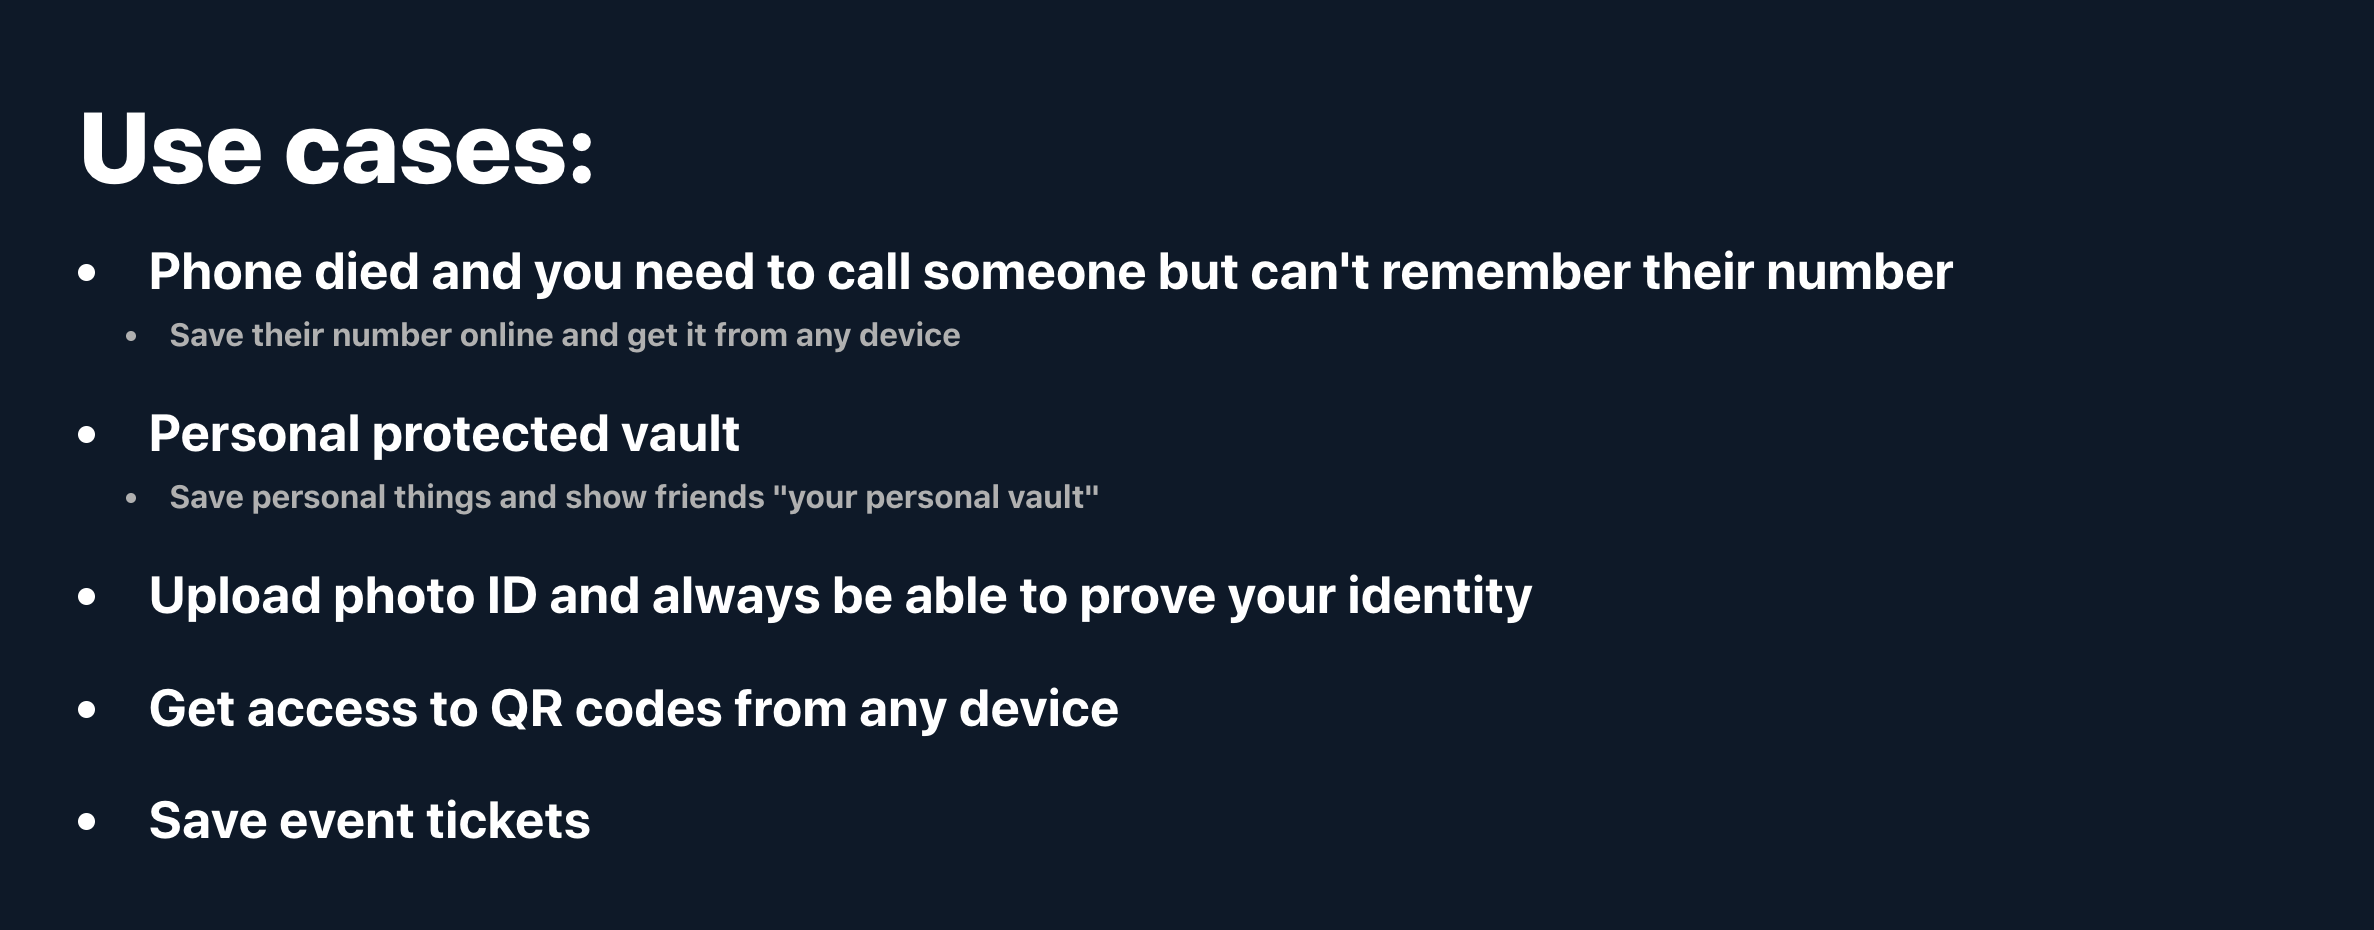 Use cases:
• Phone died and you need to call someone but can't remember their number
• Save their number online and get it from any device
• Personal protected vault
• Save personal things and show friends "your personal vault"
• Upload photo ID and always be able to prove your identity
• Get access to QR codes from any device
• Save event tickets